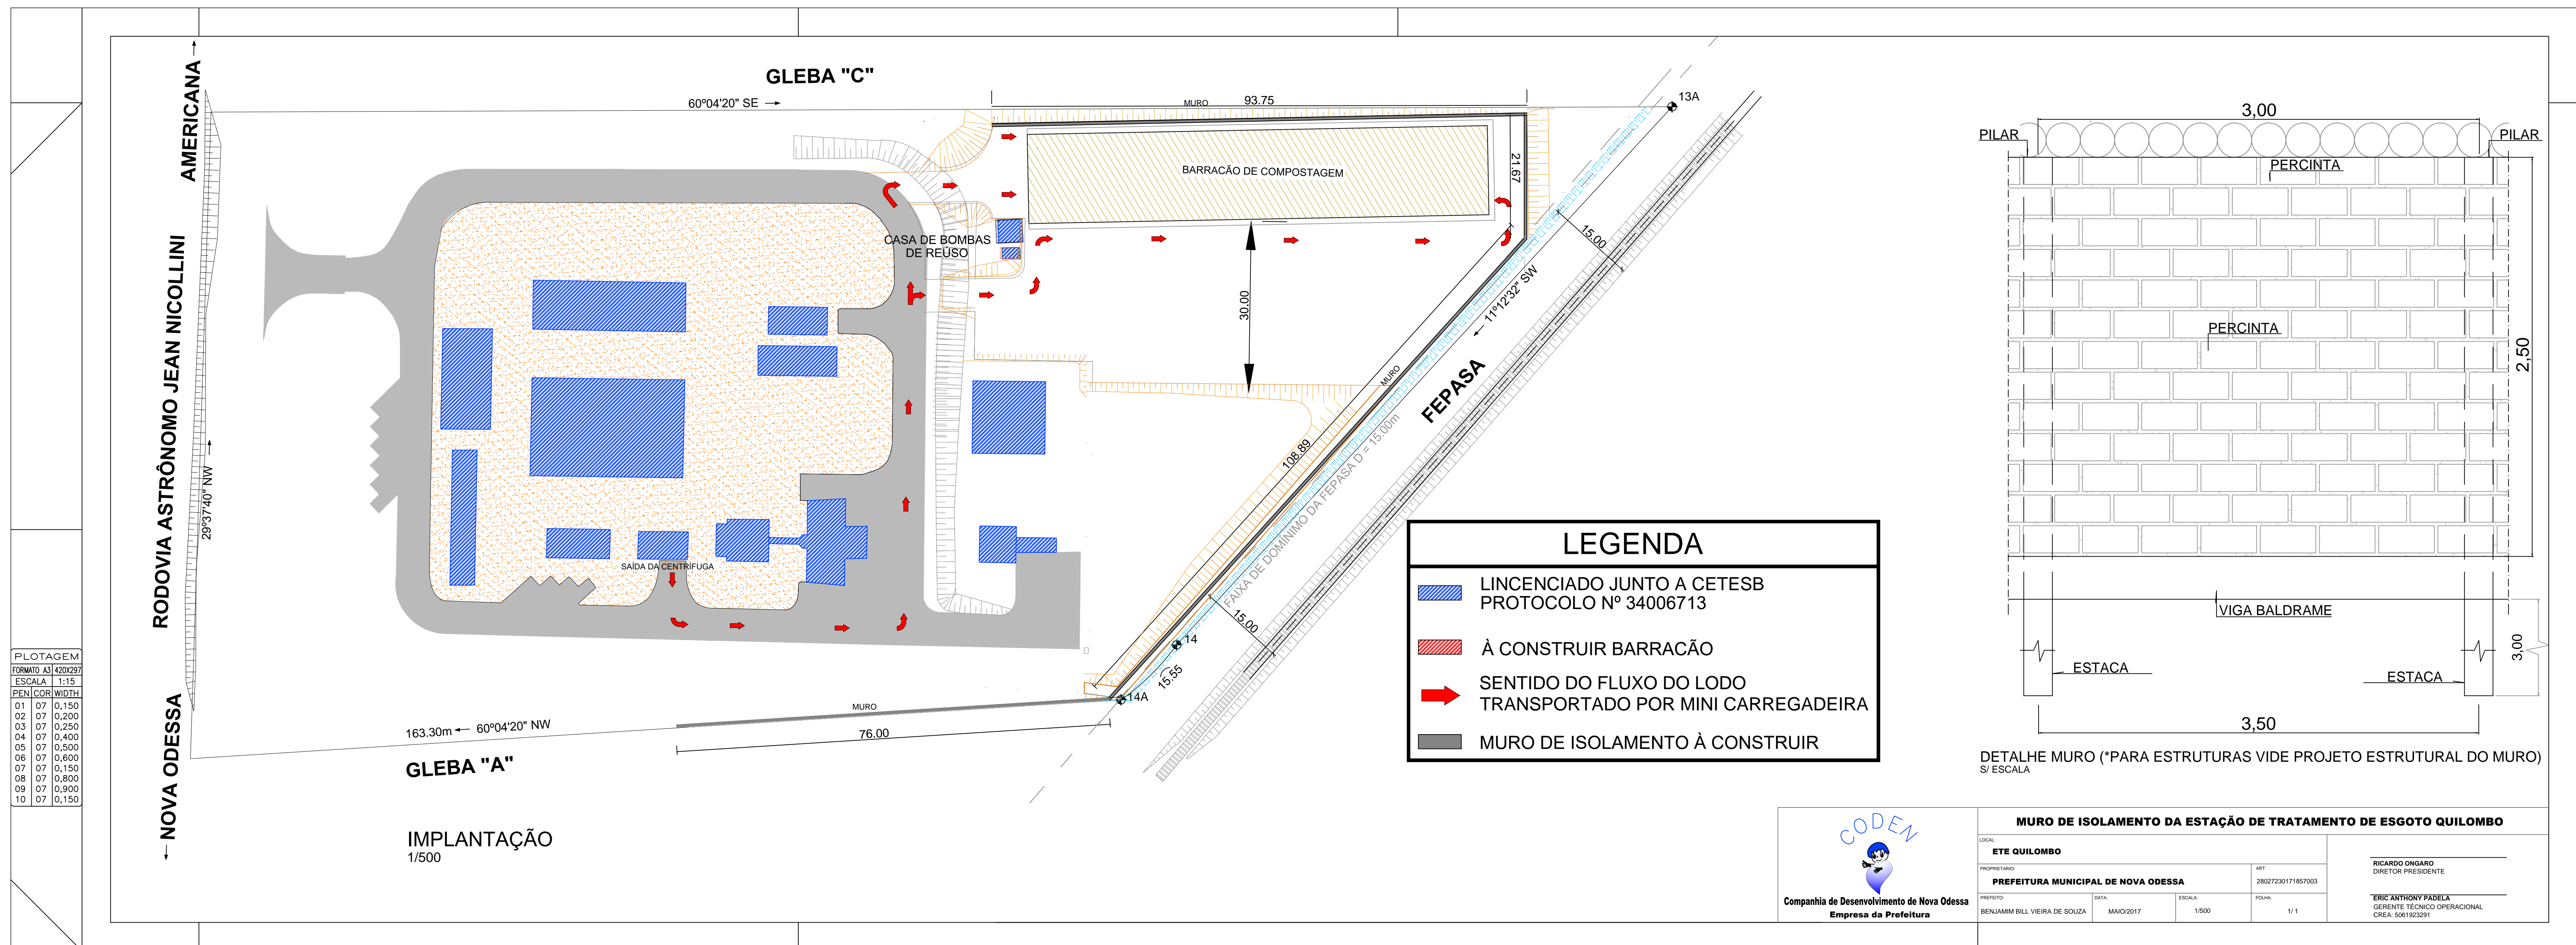 GLEBA "C"
60º04'20" SE
MURO
93.75
13A
AMERICANA
RODOVIA ASTRÔNOMO JEAN NICOLLINI
29º37'40" NW
NOVA ODESSA
BARRACÃO DE COMPOSTAGEM
21.67
CASA DE BOMBAS
DE REÚSO
30.00
15.00
11º12'32" SW
FEPASA
MURO
108.89
FAIXA DE DOMINIMO DA FEPASA D = 15.00m
15.00
SAÍDA DA CENTRÍFUGA
14
15.55
14A
MURO
76.00
163.30m
60º04'20" NW
GLEBA "A"
IMPLANTAÇÃO
1/500
LEGENDA
LINCENCIADO JUNTO A CETESB
PROTOCOLO Nº 34006713
À CONSTRUIR BARRACÃO
SENTIDO DO FLUXO DO LODO
TRANSPORTADO POR MINI CARREGADEIRA
MURO DE ISOLAMENTO À CONSTRUIR
3,00
PILAR
PILAR
PERCINTA
PERCINTA
2,50
VIGA BALDRAME
3,00
ESTACA
ESTACA
3,50
DETALHE MURO (*PARA ESTRUTURAS VIDE PROJETO ESTRUTURAL DO MURO)
S/ ESCALA
PLOTAGEM
FORMATO A3 420X297
ESCALA 1:15
PEN COR WIDTH
01 07 0,150
02 07 0,200
03 07 0,250
04 07 0,400
05 07 0,500
06 07 0,600
07 07 0,150
08 07 0,800
09 07 0,900
10 07 0,150
CODEN
Companhia de Desenvolvimento de Nova Odessa
Empresa da Prefeitura
MURO DE ISOLAMENTO DA ESTAÇÃO DE TRATAMENTO DE ESGOTO QUILOMBO
LOCAL:
ETE QUILOMBO
PROPRIETARIO:
PREFEITURA MUNICIPAL DE NOVA ODESSA
ART:
28027230171857003
PREFEITO:
BENJAMIM BILL VIEIRA DE SOUZA
DATA:
MAIO/2017
ESCALA:
1/500
FOLHA:
1/ 1
RICARDO ONGARO
DIRETOR PRESIDENTE
ERIC ANTHONY PADELA
GERENTE TÉCNICO OPERACIONAL
CREA: 5061923291